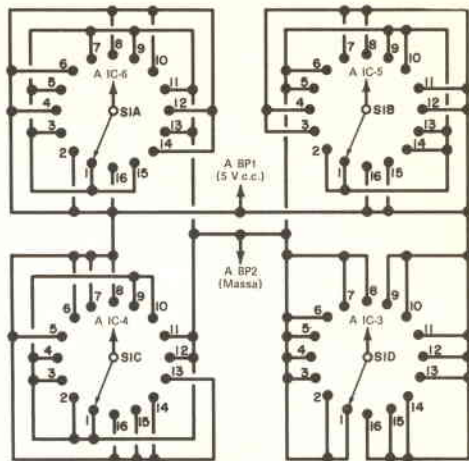 7 8 9
6 10
A IC-6
5 11
4 S1A 12
3 13
2 14
1 16 15
7 8 9
6 10
A IC-5
5 11
4 S1B 12
3 13
2 14
1 16 15
A BP1
(5 V c.c.)
A BP2
(Massa)
7 8 9
6 10
A IC-4
5 11
4 S1C 12
3 13
2 14
1 16 15
7 8 9
6 10
A IC-3
5 11
4 S1D 12
3 13
2 14
1 16 15